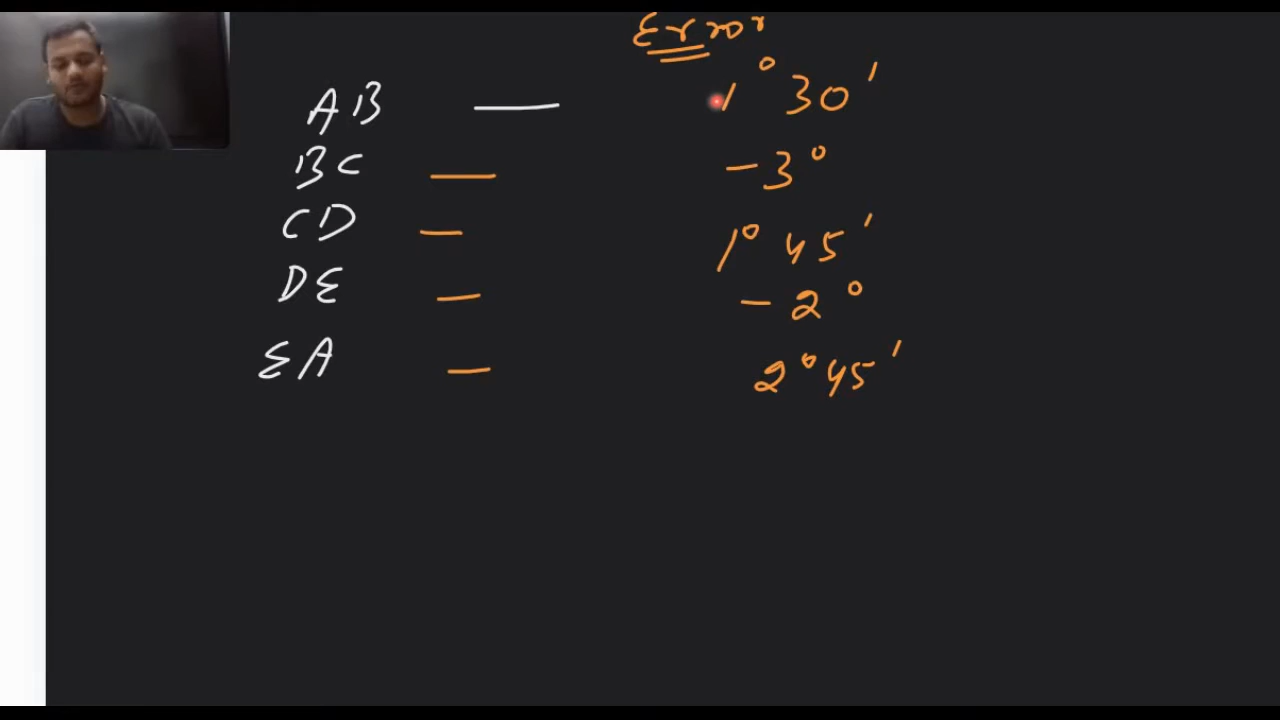 Error
AB — 1° 30'
BC — -3°
CD — 1° 45'
DE — -2°
EA — 2° 45'